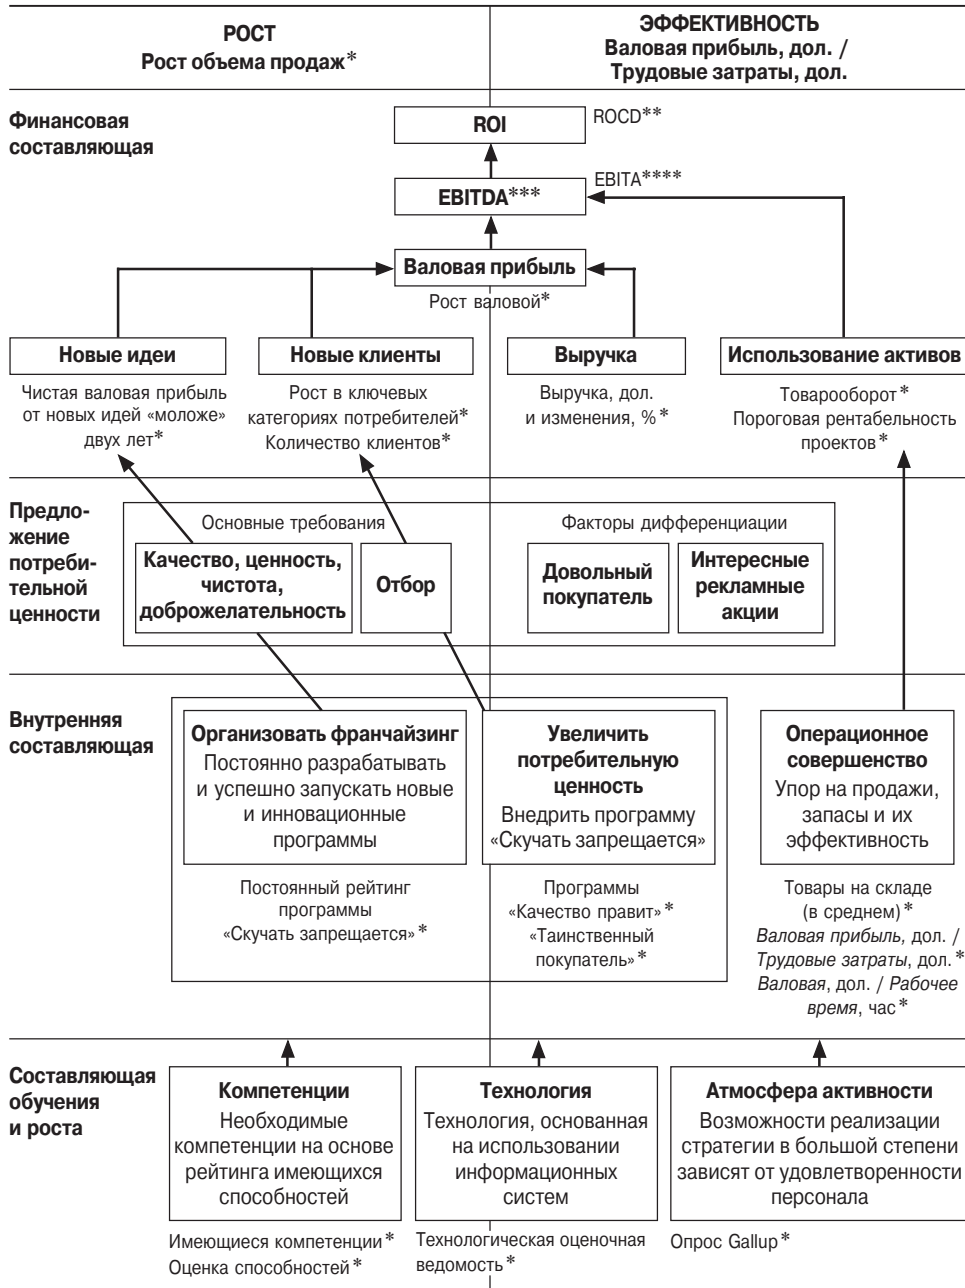 РОСТ
Рост объема продаж*
ЭФФЕКТИВНОСТЬ
Валовая прибыль, дол. /
Трудовые затраты, дол.
Финансовая
составляющая
ROI
ROCD**
EBITDA***
EBITA****
Валовая прибыль
Рост валовой*
Новые идеи
Чистая валовая прибыль
от новых идей «моложе»
двух лет*
Новые клиенты
Рост в ключевых
категориях потребителей*
Количество клиентов*
Выручка
Выручка, дол.
и изменения, %*
Использование активов
Товарооборот*
Пороговая рентабельность
проектов*
Предло-
жение
потреби-
тельной
ценности
Основные требования
Качество, ценность,
чистота,
доброжелательность
Отбор
Факторы дифференциации
Довольный
покупатель
Интересные
рекламные
акции
Внутренняя
составляющая
Организовать франчайзинг
Постоянно разрабатывать
и успешно запускать новые
и инновационные
программы
Постоянный рейтинг
программы
«Скучать запрещается»*
Увеличить
потребительную
ценность
Внедрить программу
«Скучать запрещается»
Программы
«Качество правит»*
«Таинственный
покупатель»*
Операционное
совершенство
Упор на продажи,
запасы и их
эффективность
Товары на складе
(в среднем)*
Валовая прибыль, дол. /
Трудовые затраты, дол.*
Валовая, дол. / Рабочее
время, час*
Составляющая
обучения
и роста
Компетенции
Необходимые
компетенции на основе
рейтинга имеющихся
способностей
Имеющиеся компетенции*
Оценка способностей*
Технология
Технология, основанная
на использовании
информационных
систем
Технологическая оценочная
ведомость*
Атмосфера активности
Возможности реализации
стратегии в большой степени
зависят от удовлетворенности
персонала
Опрос Gallup*